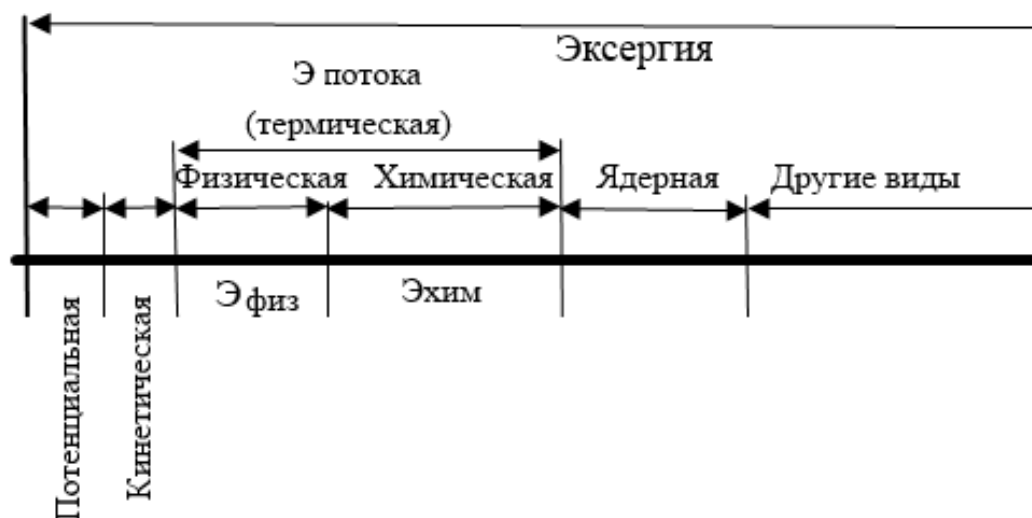 Эксергия
Э потока
(термическая)
Физическая
Химическая
Ядерная
Другие виды
Эфиз
Эхим
Потенциальная
Кинетическая